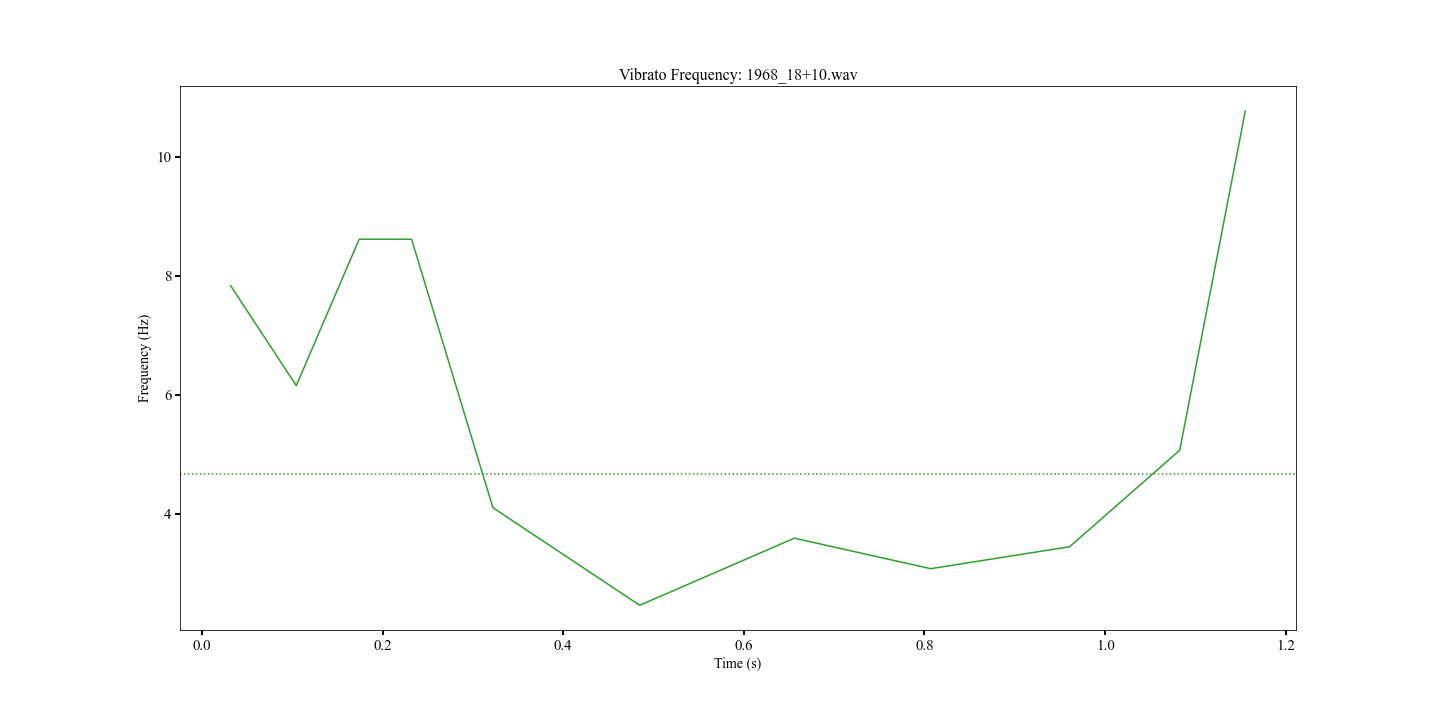 Vibrato Frequency: 1968_18+10.wav
Frequency (Hz)
10
8
6
4
0.0 0.2 0.4 0.6 0.8 1.0 1.2
Time (s)